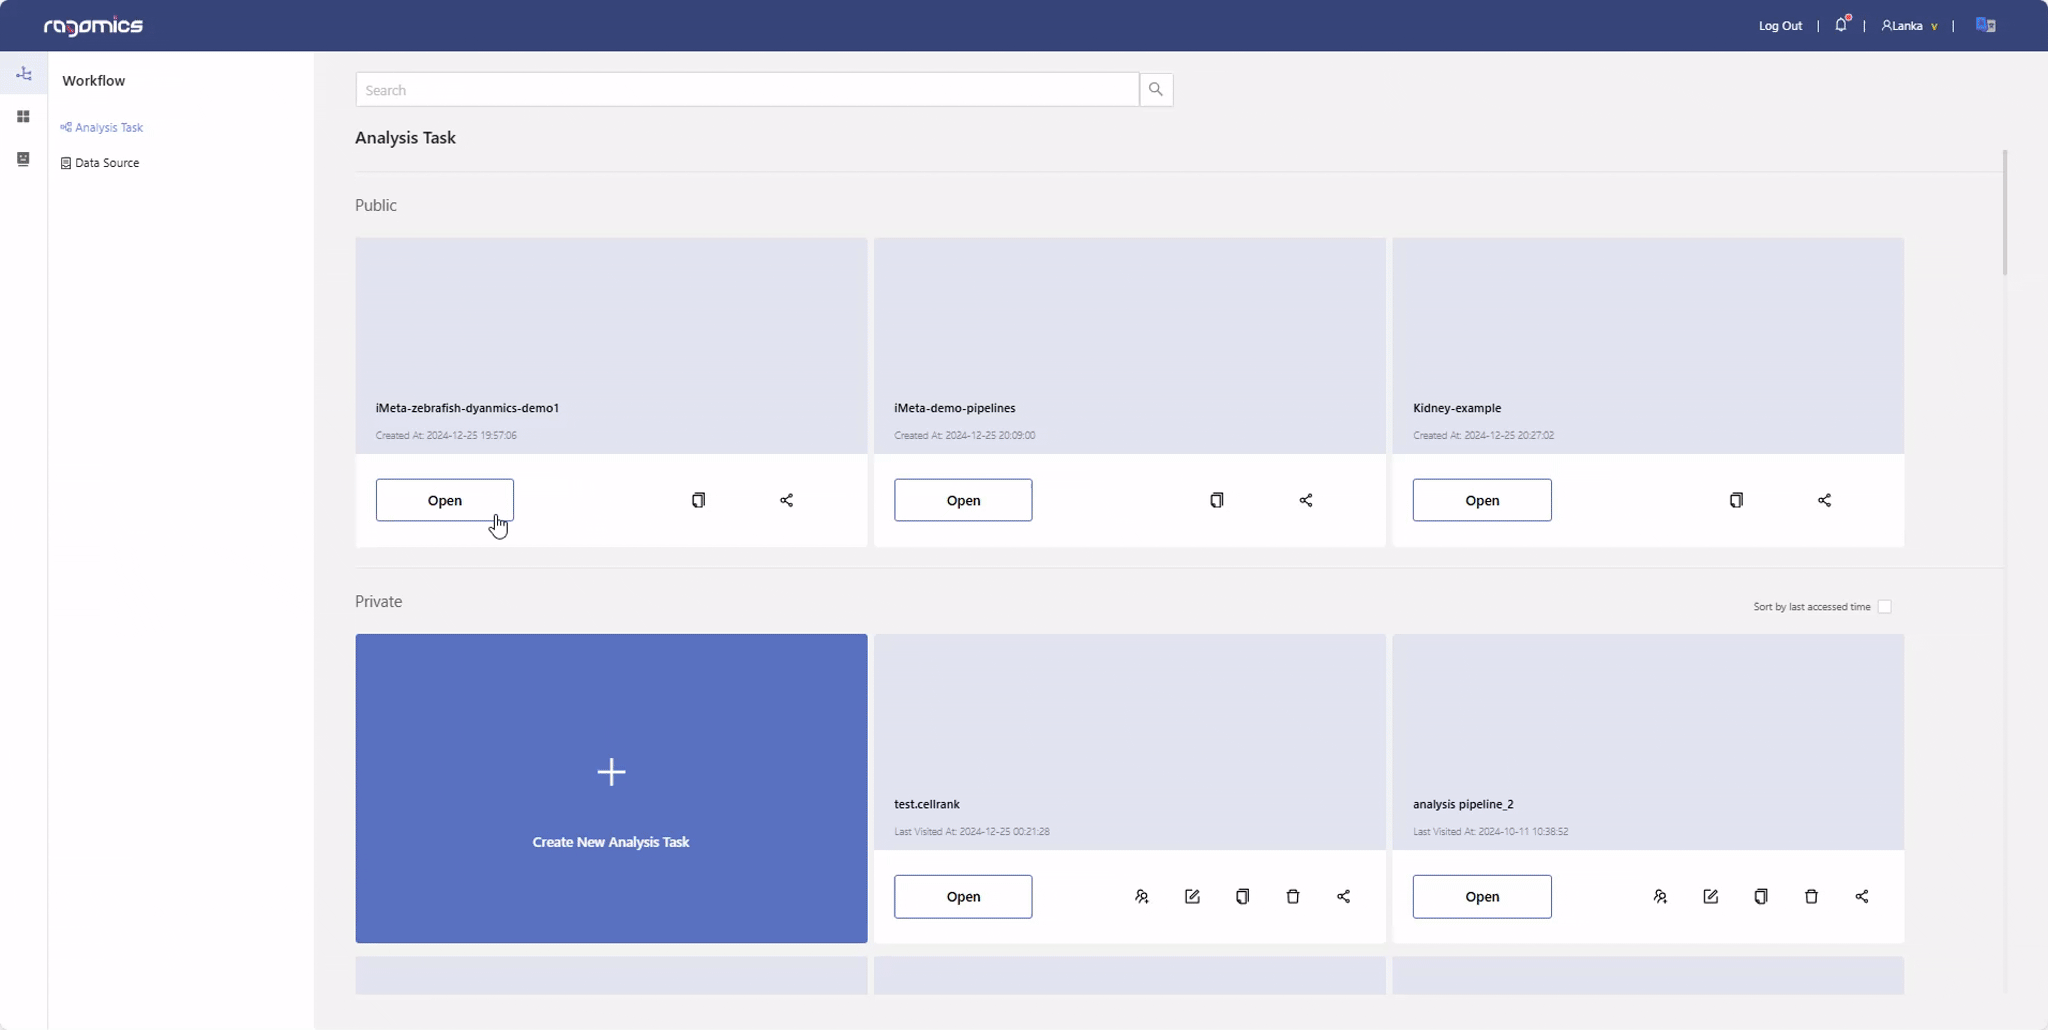 ragomics
Log Out | | Lanka v |
Workflow
Search
Analysis Task
Analysis Task
Data Source
Public
iMeta-zebrafish-dyanmics-demo1
Created At: 2024-12-25 19:57:06
Open
iMeta-demo-pipelines
Created At: 2024-12-25 20:09:00
Open
Kidney-example
Created At: 2024-12-25 20:27:02
Open
Private
Sort by last accessed time
Create New Analysis Task
test.cellrank
Last Visited At: 2024-12-25 00:21:28
Open
analysis pipeline_2
Last Visited At: 2024-10-11 10:38:52
Open